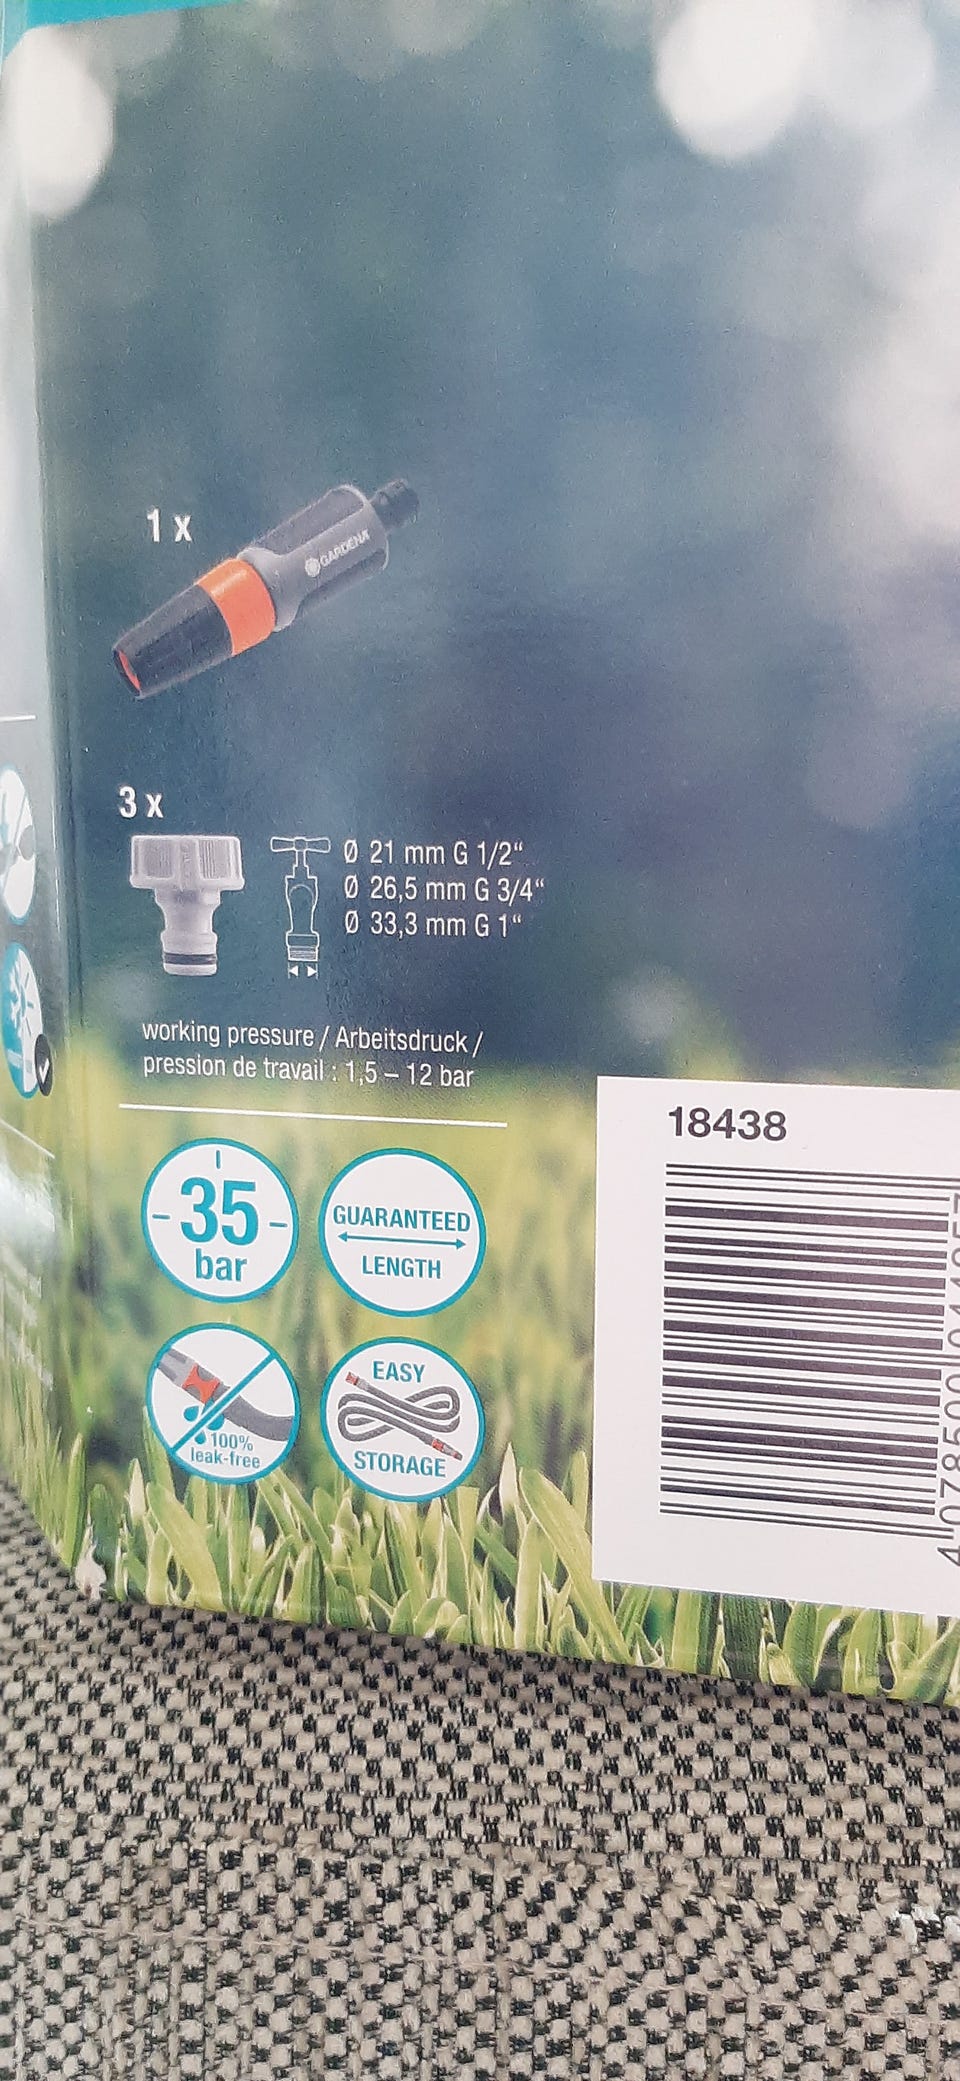 1 x
GARDENA
3 x
Ø 21 mm G 1/2“
Ø 26,5 mm G 3/4“
Ø 33,3 mm G 1“
working pressure / Arbeitsdruck /
pression de travail : 1,5 – 12 bar
35
bar
GUARANTEED
LENGTH
100%
leak-free
EASY
STORAGE
18438